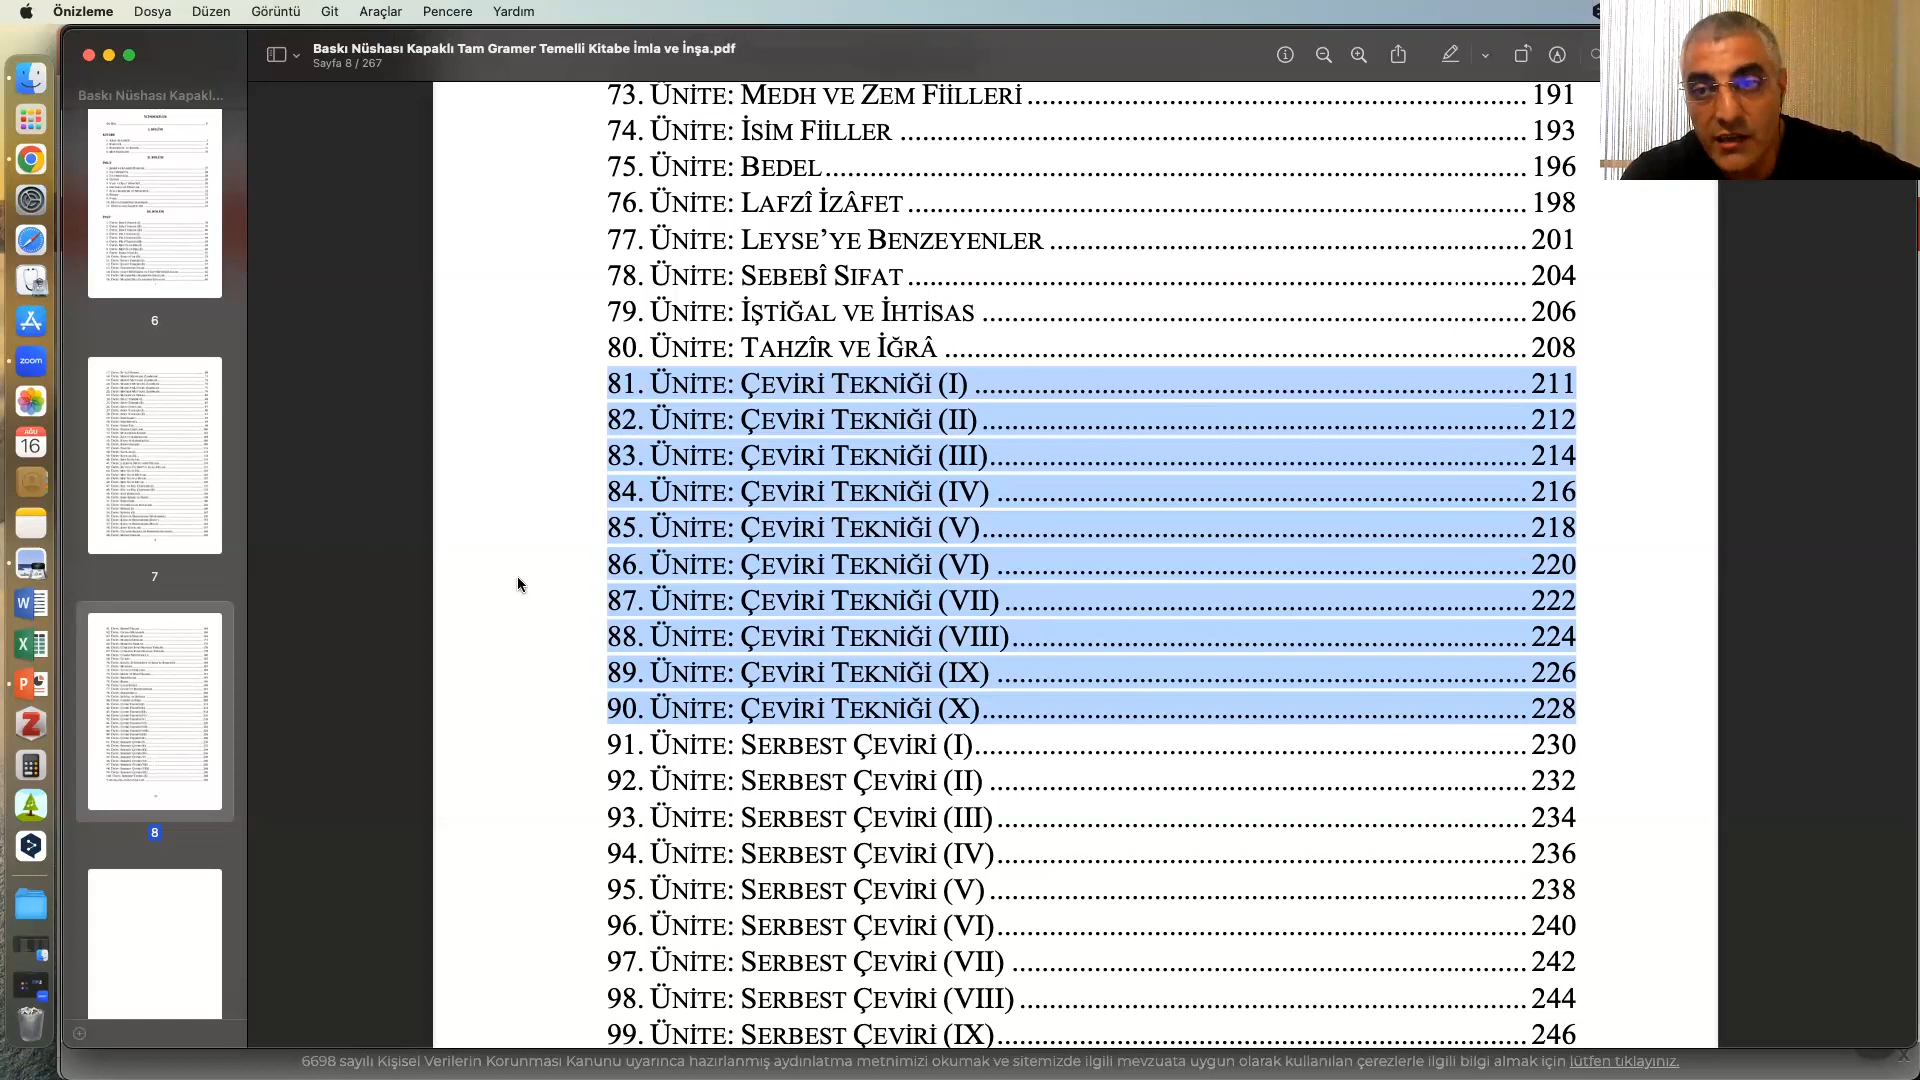 Önizleme Dosya Düzen Görüntü Git Araçlar Pencere Yardım
Baskı Nüshası Kapaklı Tam Gramer Temelli Kitabe İmla ve İnşa.pdf
Sayfa 8 / 267
Baskı Nüshası Kapakl...
6
7
8
zoom
AĞU
16
73. ÜNİTE: MEDH VE ZEM FİİLLERİ 191
74. ÜNİTE: İSİM FİİLLER 193
75. ÜNİTE: BEDEL 196
76. ÜNİTE: LAFZÎ İZÂFET 198
77. ÜNİTE: LEYSE’YE BENZEYENLER 201
78. ÜNİTE: SEBEBÎ SIFAT 204
79. ÜNİTE: İŞTİĞAL VE İHTİSAS 206
80. ÜNİTE: TAHZÎR VE İĞRÂ 208
81. ÜNİTE: ÇEVİRİ TEKNİĞİ (I) 211
82. ÜNİTE: ÇEVİRİ TEKNİĞİ (II) 212
83. ÜNİTE: ÇEVİRİ TEKNİĞİ (III) 214
84. ÜNİTE: ÇEVİRİ TEKNİĞİ (IV) 216
85. ÜNİTE: ÇEVİRİ TEKNİĞİ (V) 218
86. ÜNİTE: ÇEVİRİ TEKNİĞİ (VI) 220
87. ÜNİTE: ÇEVİRİ TEKNİĞİ (VII) 222
88. ÜNİTE: ÇEVİRİ TEKNİĞİ (VIII) 224
89. ÜNİTE: ÇEVİRİ TEKNİĞİ (IX) 226
90. ÜNİTE: ÇEVİRİ TEKNİĞİ (X) 228
91. ÜNİTE: SERBEST ÇEVİRİ (I) 230
92. ÜNİTE: SERBEST ÇEVİRİ (II) 232
93. ÜNİTE: SERBEST ÇEVİRİ (III) 234
94. ÜNİTE: SERBEST ÇEVİRİ (IV) 236
95. ÜNİTE: SERBEST ÇEVİRİ (V) 238
96. ÜNİTE: SERBEST ÇEVİRİ (VI) 240
97. ÜNİTE: SERBEST ÇEVİRİ (VII) 242
98. ÜNİTE: SERBEST ÇEVİRİ (VIII) 244
99. ÜNİTE: SERBEST ÇEVİRİ (IX) 246
6698 sayılı Kişisel Verilerin Korunması Kanunu uyarınca hazırlanmış aydınlatma metnimizi okumak ve sitemizde ilgili mevzuata uygun olarak kullanılan çerezlerle ilgili bilgi almak için lütfen tıklayınız.